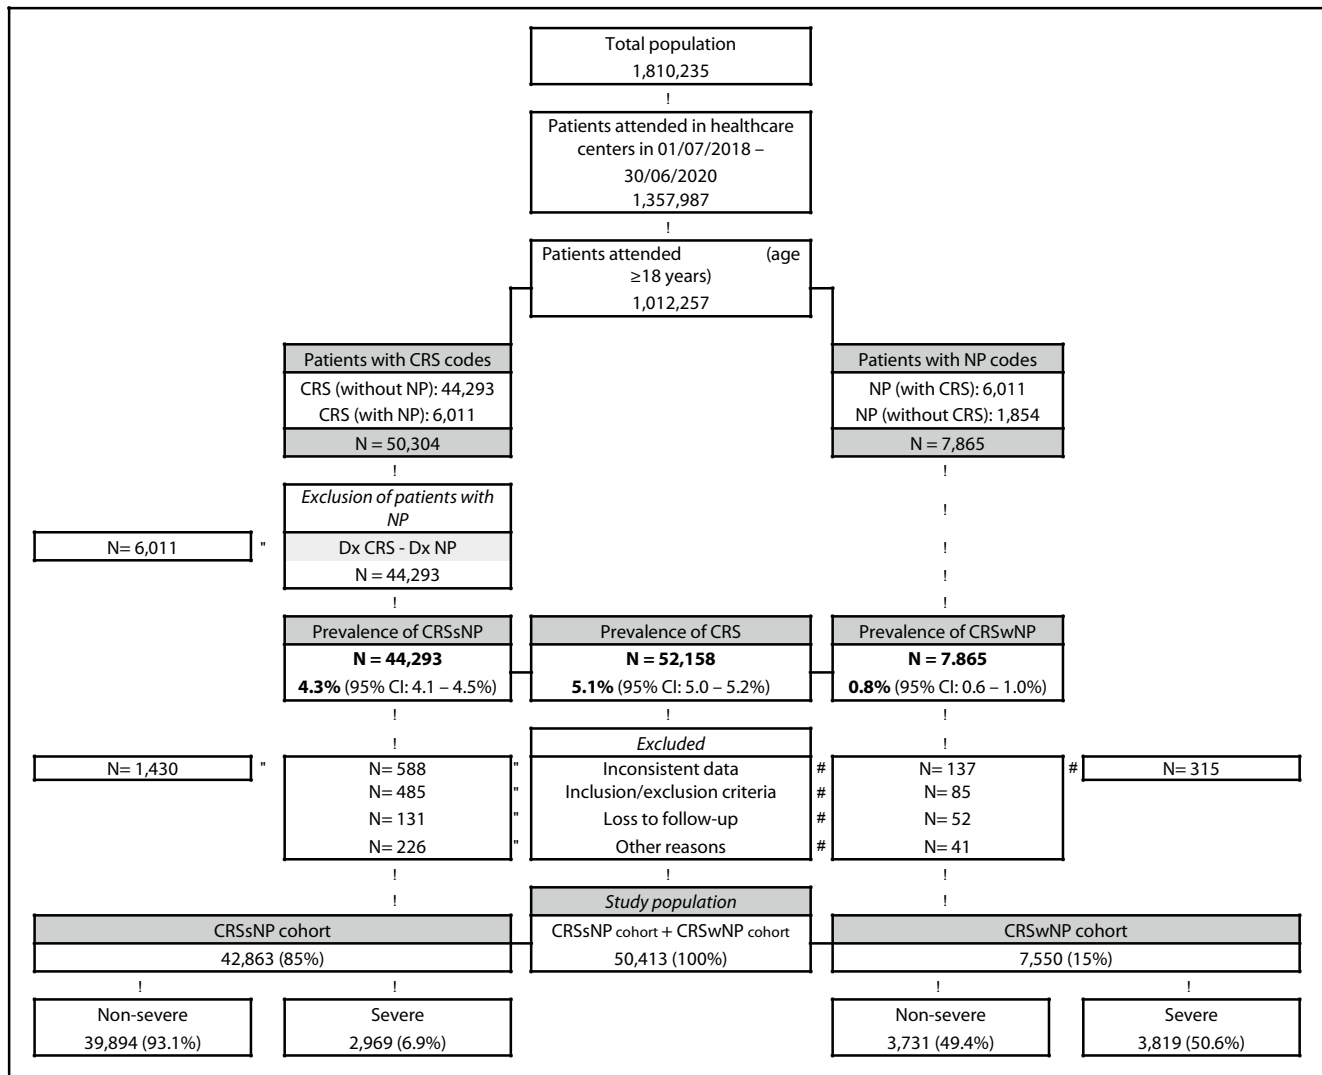 Total population
1,810,235
!
Patients attended in healthcare
centers in 01/07/2018 –
30/06/2020
1,357,987
!
Patients attended (age
≥18 years)
1,012,257
Patients with CRS codes
CRS (without NP): 44,293
CRS (with NP): 6,011
N = 50,304
Patients with NP codes
NP (with CRS): 6,011
NP (without CRS): 1,854
N = 7,865
! !
Exclusion of patients with
NP
!
!
N= 6,011 " Dx CRS - Dx NP !
N = 44,293 !
! !
Prevalence of CRSsNP
N = 44,293
4.3% (95% CI: 4.1 – 4.5%)
Prevalence of CRS
N = 52,158
5.1% (95% CI: 5.0 – 5.2%)
Prevalence of CRSwNP
N = 7.865
0.8% (95% CI: 0.6 – 1.0%)
! ! !
! Excluded !
N= 1,430 " N= 588 " Inconsistent data # N= 137 # N= 315
N= 485 " Inclusion/exclusion criteria # N= 85
N= 131 " Loss to follow-up # N= 52
N= 226 " Other reasons # N= 41
! ! !
! Study population !
CRSsNP cohort
42,863 (85%)
CRSsNP cohort + CRSwNP cohort
50,413 (100%)
CRSwNP cohort
7,550 (15%)
! ! ! !
Non-severe
39,894 (93.1%)
Severe
2,969 (6.9%)
Non-severe
3,731 (49.4%)
Severe
3,819 (50.6%)